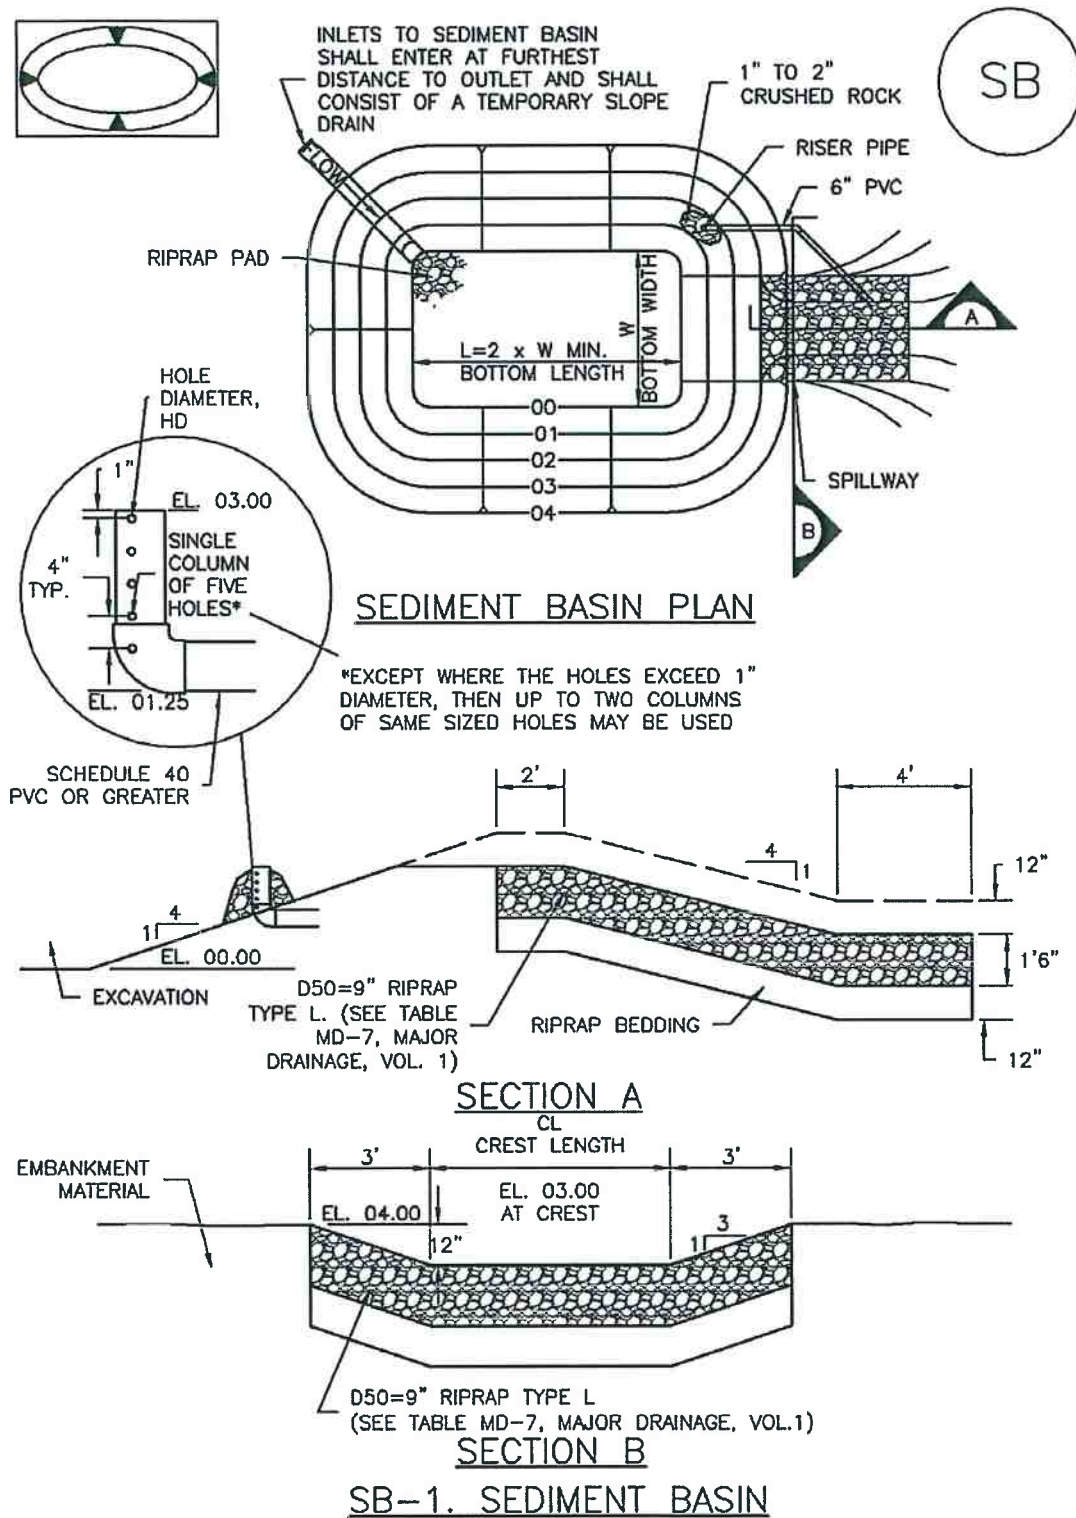 INLETS TO SEDIMENT BASIN
SHALL ENTER AT FURTHEST
DISTANCE TO OUTLET AND SHALL
CONSIST OF A TEMPORARY SLOPE
DRAIN
1" TO 2"
CRUSHED ROCK
SB
RISER PIPE
6" PVC
FLOW
RIPRAP PAD
A
L=2 x W MIN.
BOTTOM LENGTH
W
BOTTOM WIDTH
00
01
02
03
04
SPILLWAY
B
HOLE
DIAMETER,
HD
1"
EL. 03.00
SINGLE
COLUMN
OF FIVE
HOLES*
4"
TYP.
EL. 01.25
SEDIMENT BASIN PLAN
*EXCEPT WHERE THE HOLES EXCEED 1"
DIAMETER, THEN UP TO TWO COLUMNS
OF SAME SIZED HOLES MAY BE USED
SCHEDULE 40
PVC OR GREATER
2'
4'
4
1
12"
4
1
EL. 00.00
EXCAVATION
1'6"
D50=9" RIPRAP
TYPE L. (SEE TABLE
MD-7, MAJOR
DRAINAGE, VOL. 1)
RIPRAP BEDDING
12"
SECTION A
CL
CREST LENGTH
3'
3'
EMBANKMENT
MATERIAL
EL. 04.00
EL. 03.00
AT CREST
12"
3
1
D50=9" RIPRAP TYPE L
(SEE TABLE MD-7, MAJOR DRAINAGE, VOL.1)
SECTION B
SB-1. SEDIMENT BASIN